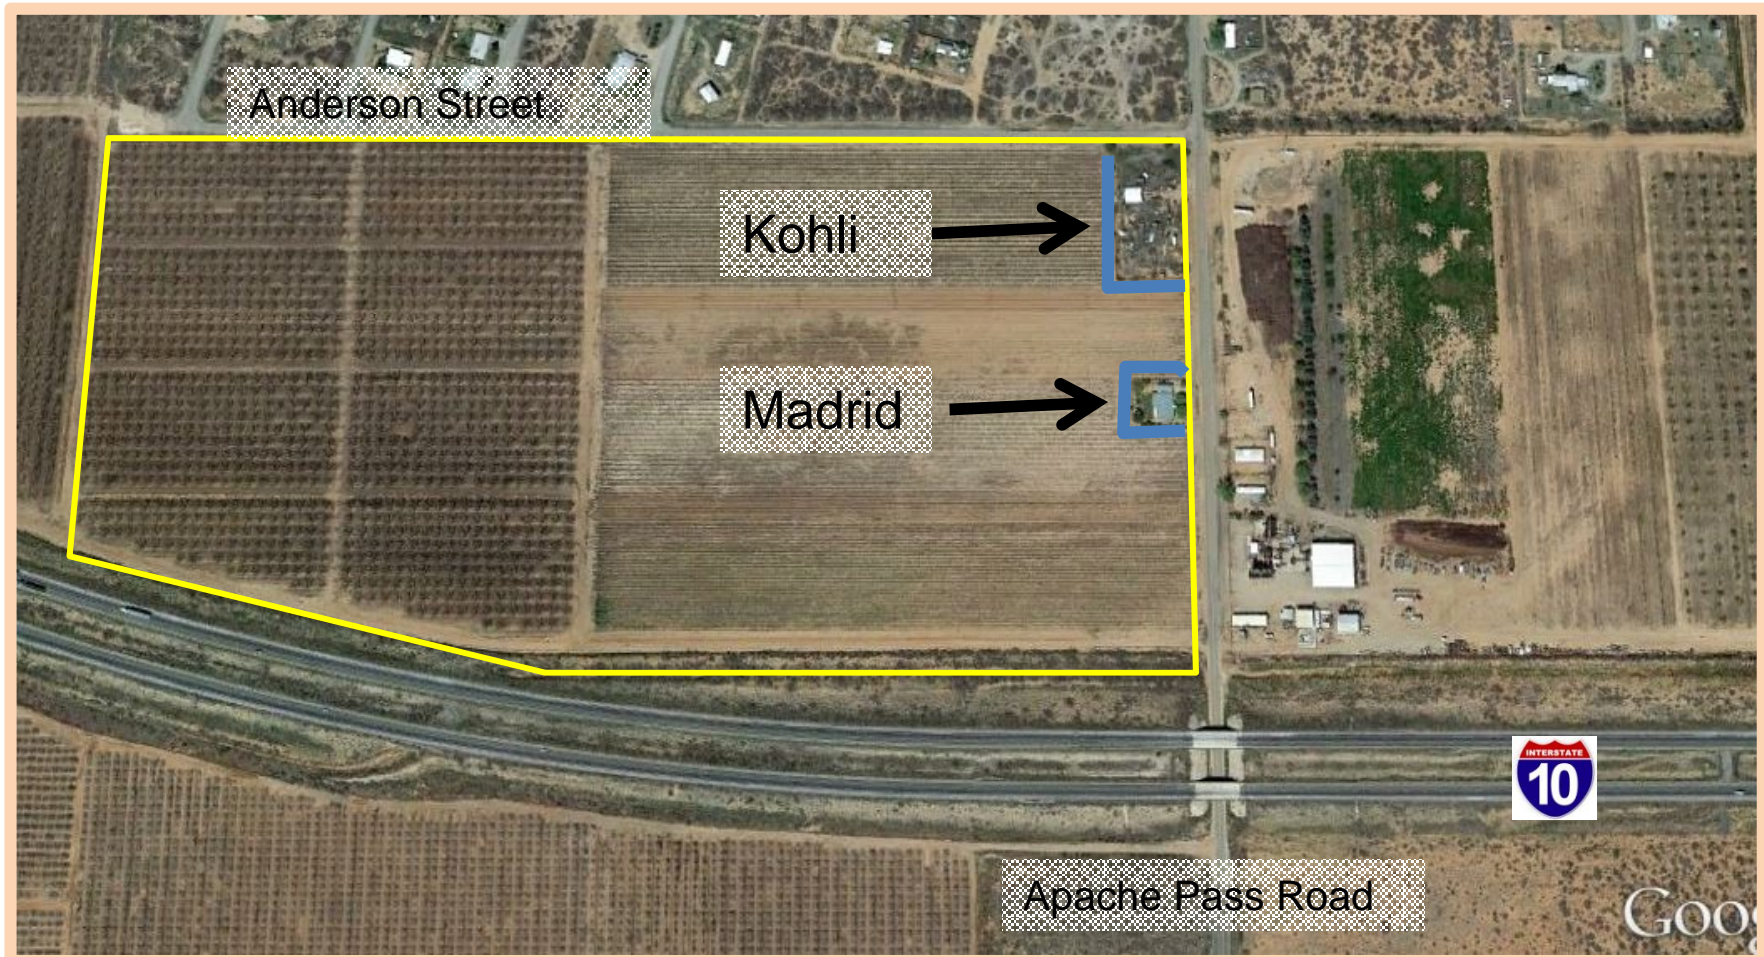 Anderson Street
Kohli
Madrid
INTERSTATE
10
Apache Pass Road
Goog